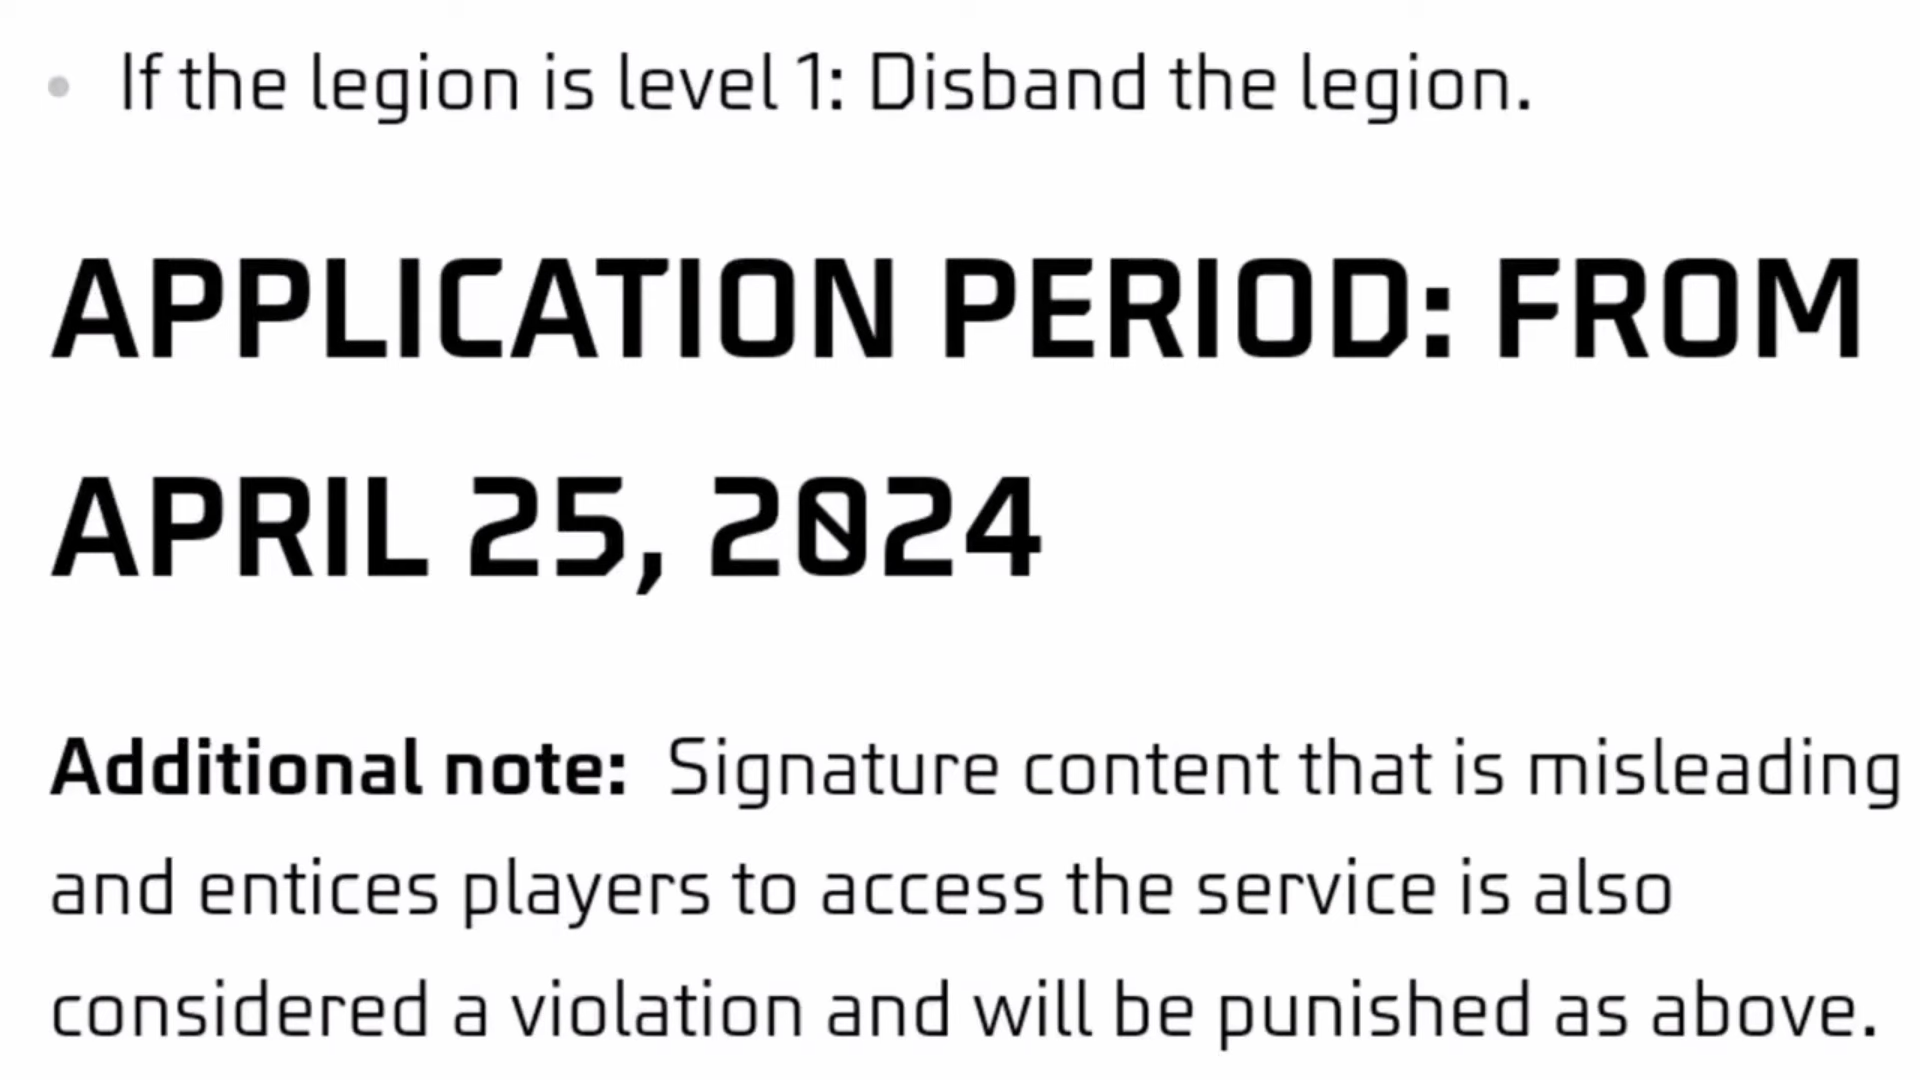 If the legion is level 1: Disband the legion.
APPLICATION PERIOD: FROM
APRIL 25, 2024
Additional note: Signature content that is misleading
and entices players to access the service is also
considered a violation and will be punished as above.